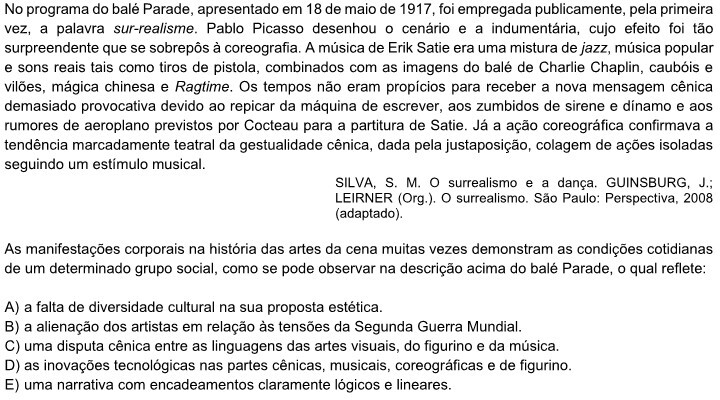 No programa do balé Parade, apresentado em 18 de maio de 1917, foi empregada publicamente, pela primeira
vez, a palavra sur-realisme. Pablo Picasso desenhou o cenário e a indumentária, cujo efeito foi tão
surpreendente que se sobrepôs à coreografia. A música de Erik Satie era uma mistura de jazz, música popular
e sons reais tais como tiros de pistola, combinados com as imagens do balé de Charlie Chaplin, caubóis e
vilões, mágica chinesa e Ragtime. Os tempos não eram propícios para receber a nova mensagem cênica
demasiado provocativa devido ao repicar da máquina de escrever, aos zumbidos de sirene e dínamo e aos
rumores de aeroplano previstos por Cocteau para a partitura de Satie. Já a ação coreográfica confirmava a
tendência marcadamente teatral da gestualidade cênica, dada pela justaposição, colagem de ações isoladas
seguindo um estímulo musical.
SILVA, S. M. O surrealismo e a dança. GUINSBURG, J.;
LEIRNER (Org.). O surrealismo. São Paulo: Perspectiva, 2008
(adaptado).
As manifestações corporais na história das artes da cena muitas vezes demonstram as condições cotidianas
de um determinado grupo social, como se pode observar na descrição acima do balé Parade, o qual reflete:
A) a falta de diversidade cultural na sua proposta estética.
B) a alienação dos artistas em relação às tensões da Segunda Guerra Mundial.
C) uma disputa cênica entre as linguagens das artes visuais, do figurino e da música.
D) as inovações tecnológicas nas partes cênicas, musicais, coreográficas e de figurino.
E) uma narrativa com encadeamentos claramente lógicos e lineares.